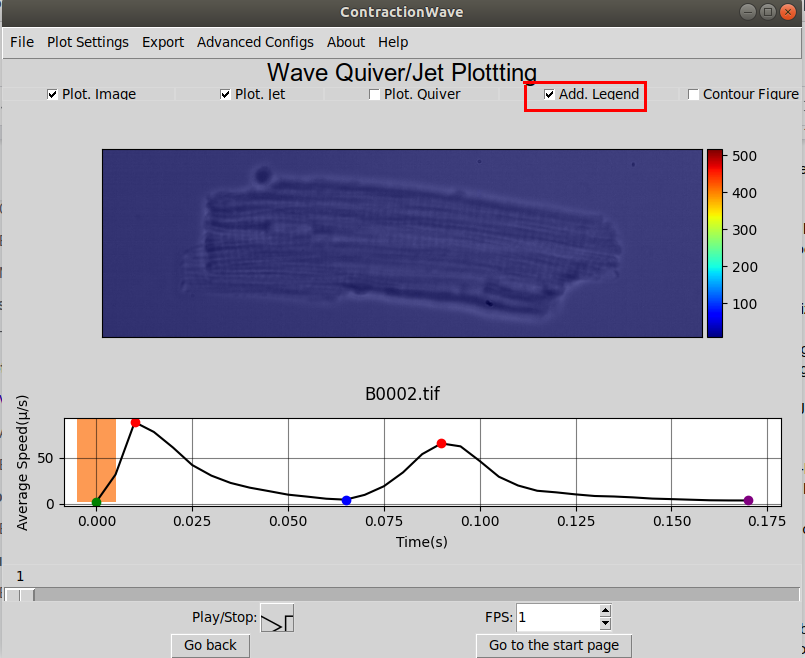 ContractionWave
File Plot Settings Export Advanced Configs About Help
Wave Quiver/Jet Plottting
Plot. Image Plot. Jet Plot. Quiver Add. Legend Contour Figure
500
400
300
200
100
B0002.tif
Average Speed(μ/s)
50
0
0.000 0.025 0.050 0.075 0.100 0.125 0.150 0.175
Time(s)
1
Play/Stop: FPS: 1
Go back Go to the start page